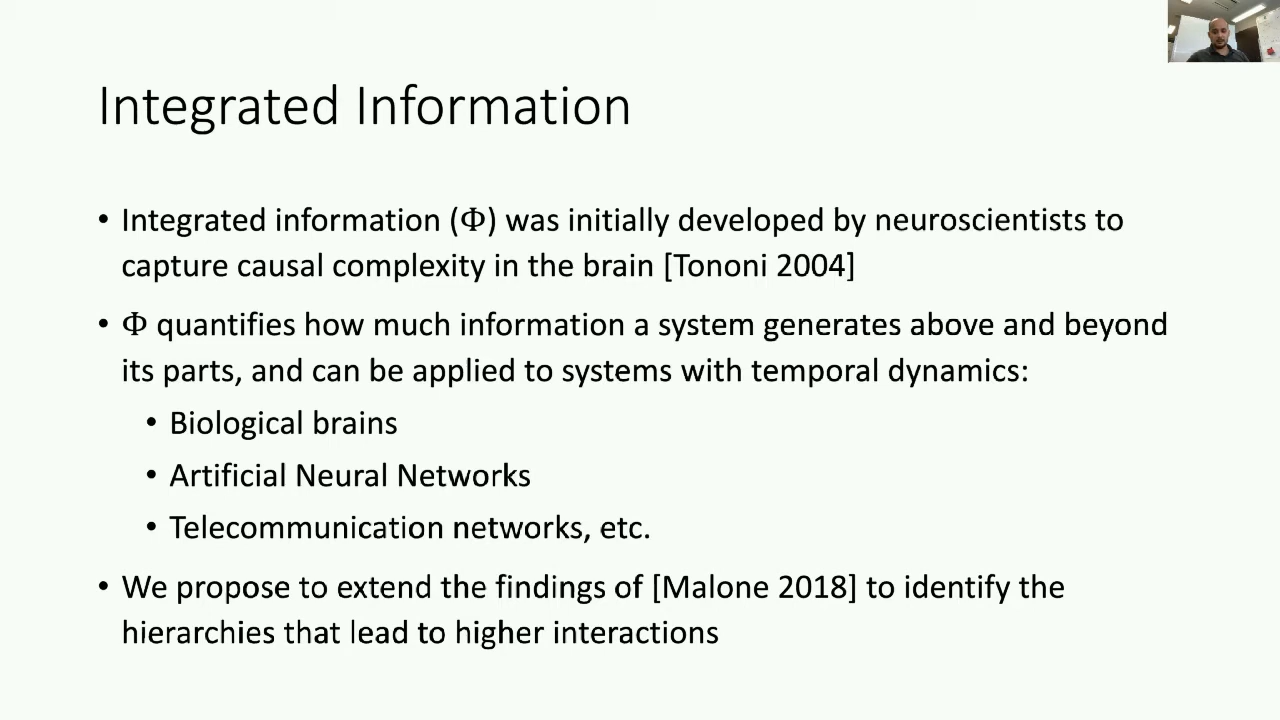 Integrated Information
• Integrated information (Φ) was initially developed by neuroscientists to
capture causal complexity in the brain [Tononi 2004]
• Φ quantifies how much information a system generates above and beyond
its parts, and can be applied to systems with temporal dynamics:
• Biological brains
• Artificial Neural Networks
• Telecommunication networks, etc.
• We propose to extend the findings of [Malone 2018] to identify the
hierarchies that lead to higher interactions